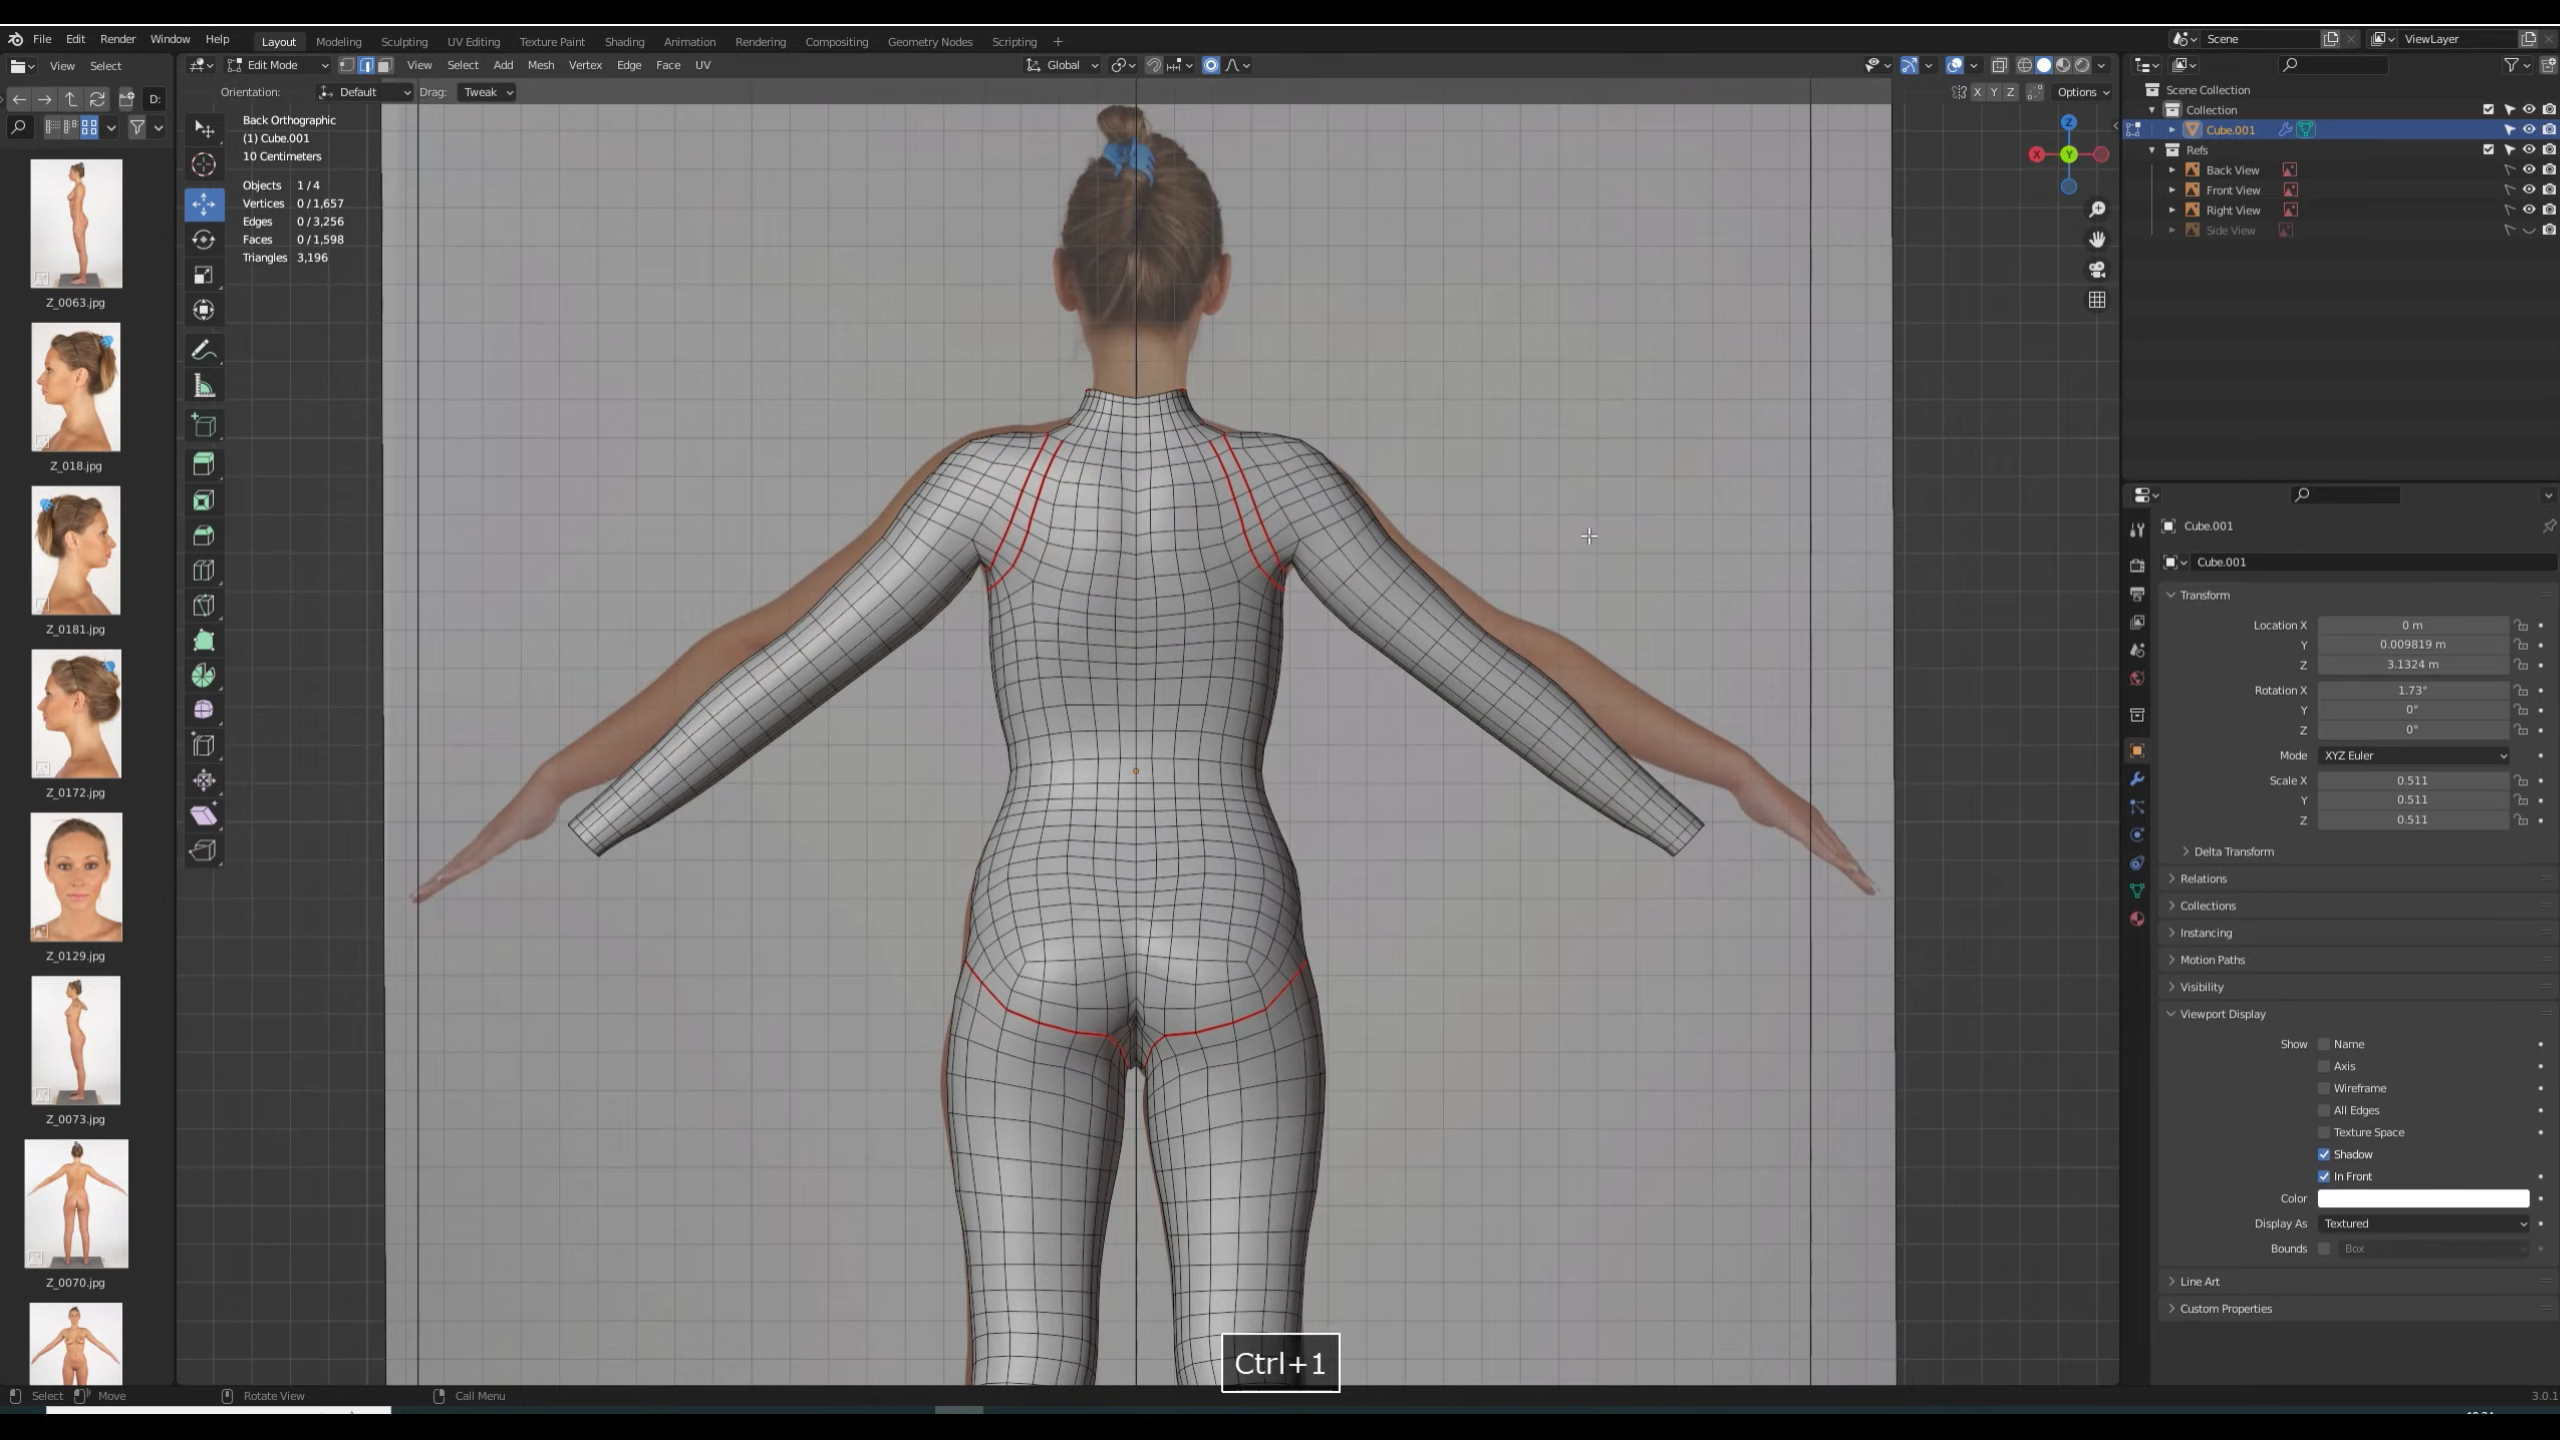 File Edit Render Window Help Layout Modeling Sculpting UV Editing Texture Paint Shading Animation Rendering Compositing Geometry Nodes Scripting + Scene ViewLayer
View Select Edit Mode View Select Add Mesh Vertex Edge Face UV Global
D: Orientation: Default Drag: Tweak X Y Z Options
Scene Collection
Collection
Cube.001
Refs
Back View
Front View
Right View
Side View
Back Orthographic
(1) Cube.001
10 Centimeters
Objects 1 / 4
Vertices 0 / 1,657
Edges 0 / 3,256
Faces 0 / 1,598
Triangles 3,196
Z
X Y
Z_0063.jpg
Z_018.jpg
Z_0181.jpg
Z_0172.jpg
Z_0129.jpg
Z_0073.jpg
Z_0070.jpg
Cube.001
Cube.001
Transform
Location X 0 m
Y 0.009819 m
Z 3.1324 m
Rotation X 1.73°
Y 0°
Z 0°
Mode XYZ Euler
Scale X 0.511
Y 0.511
Z 0.511
Delta Transform
Relations
Collections
Instancing
Motion Paths
Visibility
Viewport Display
Show Name
Axis
Wireframe
All Edges
Texture Space
Shadow
In Front
Color
Display As Textured
Bounds Box
Line Art
Custom Properties
Ctrl+1
Select Move Rotate View Call Menu 3.0.1